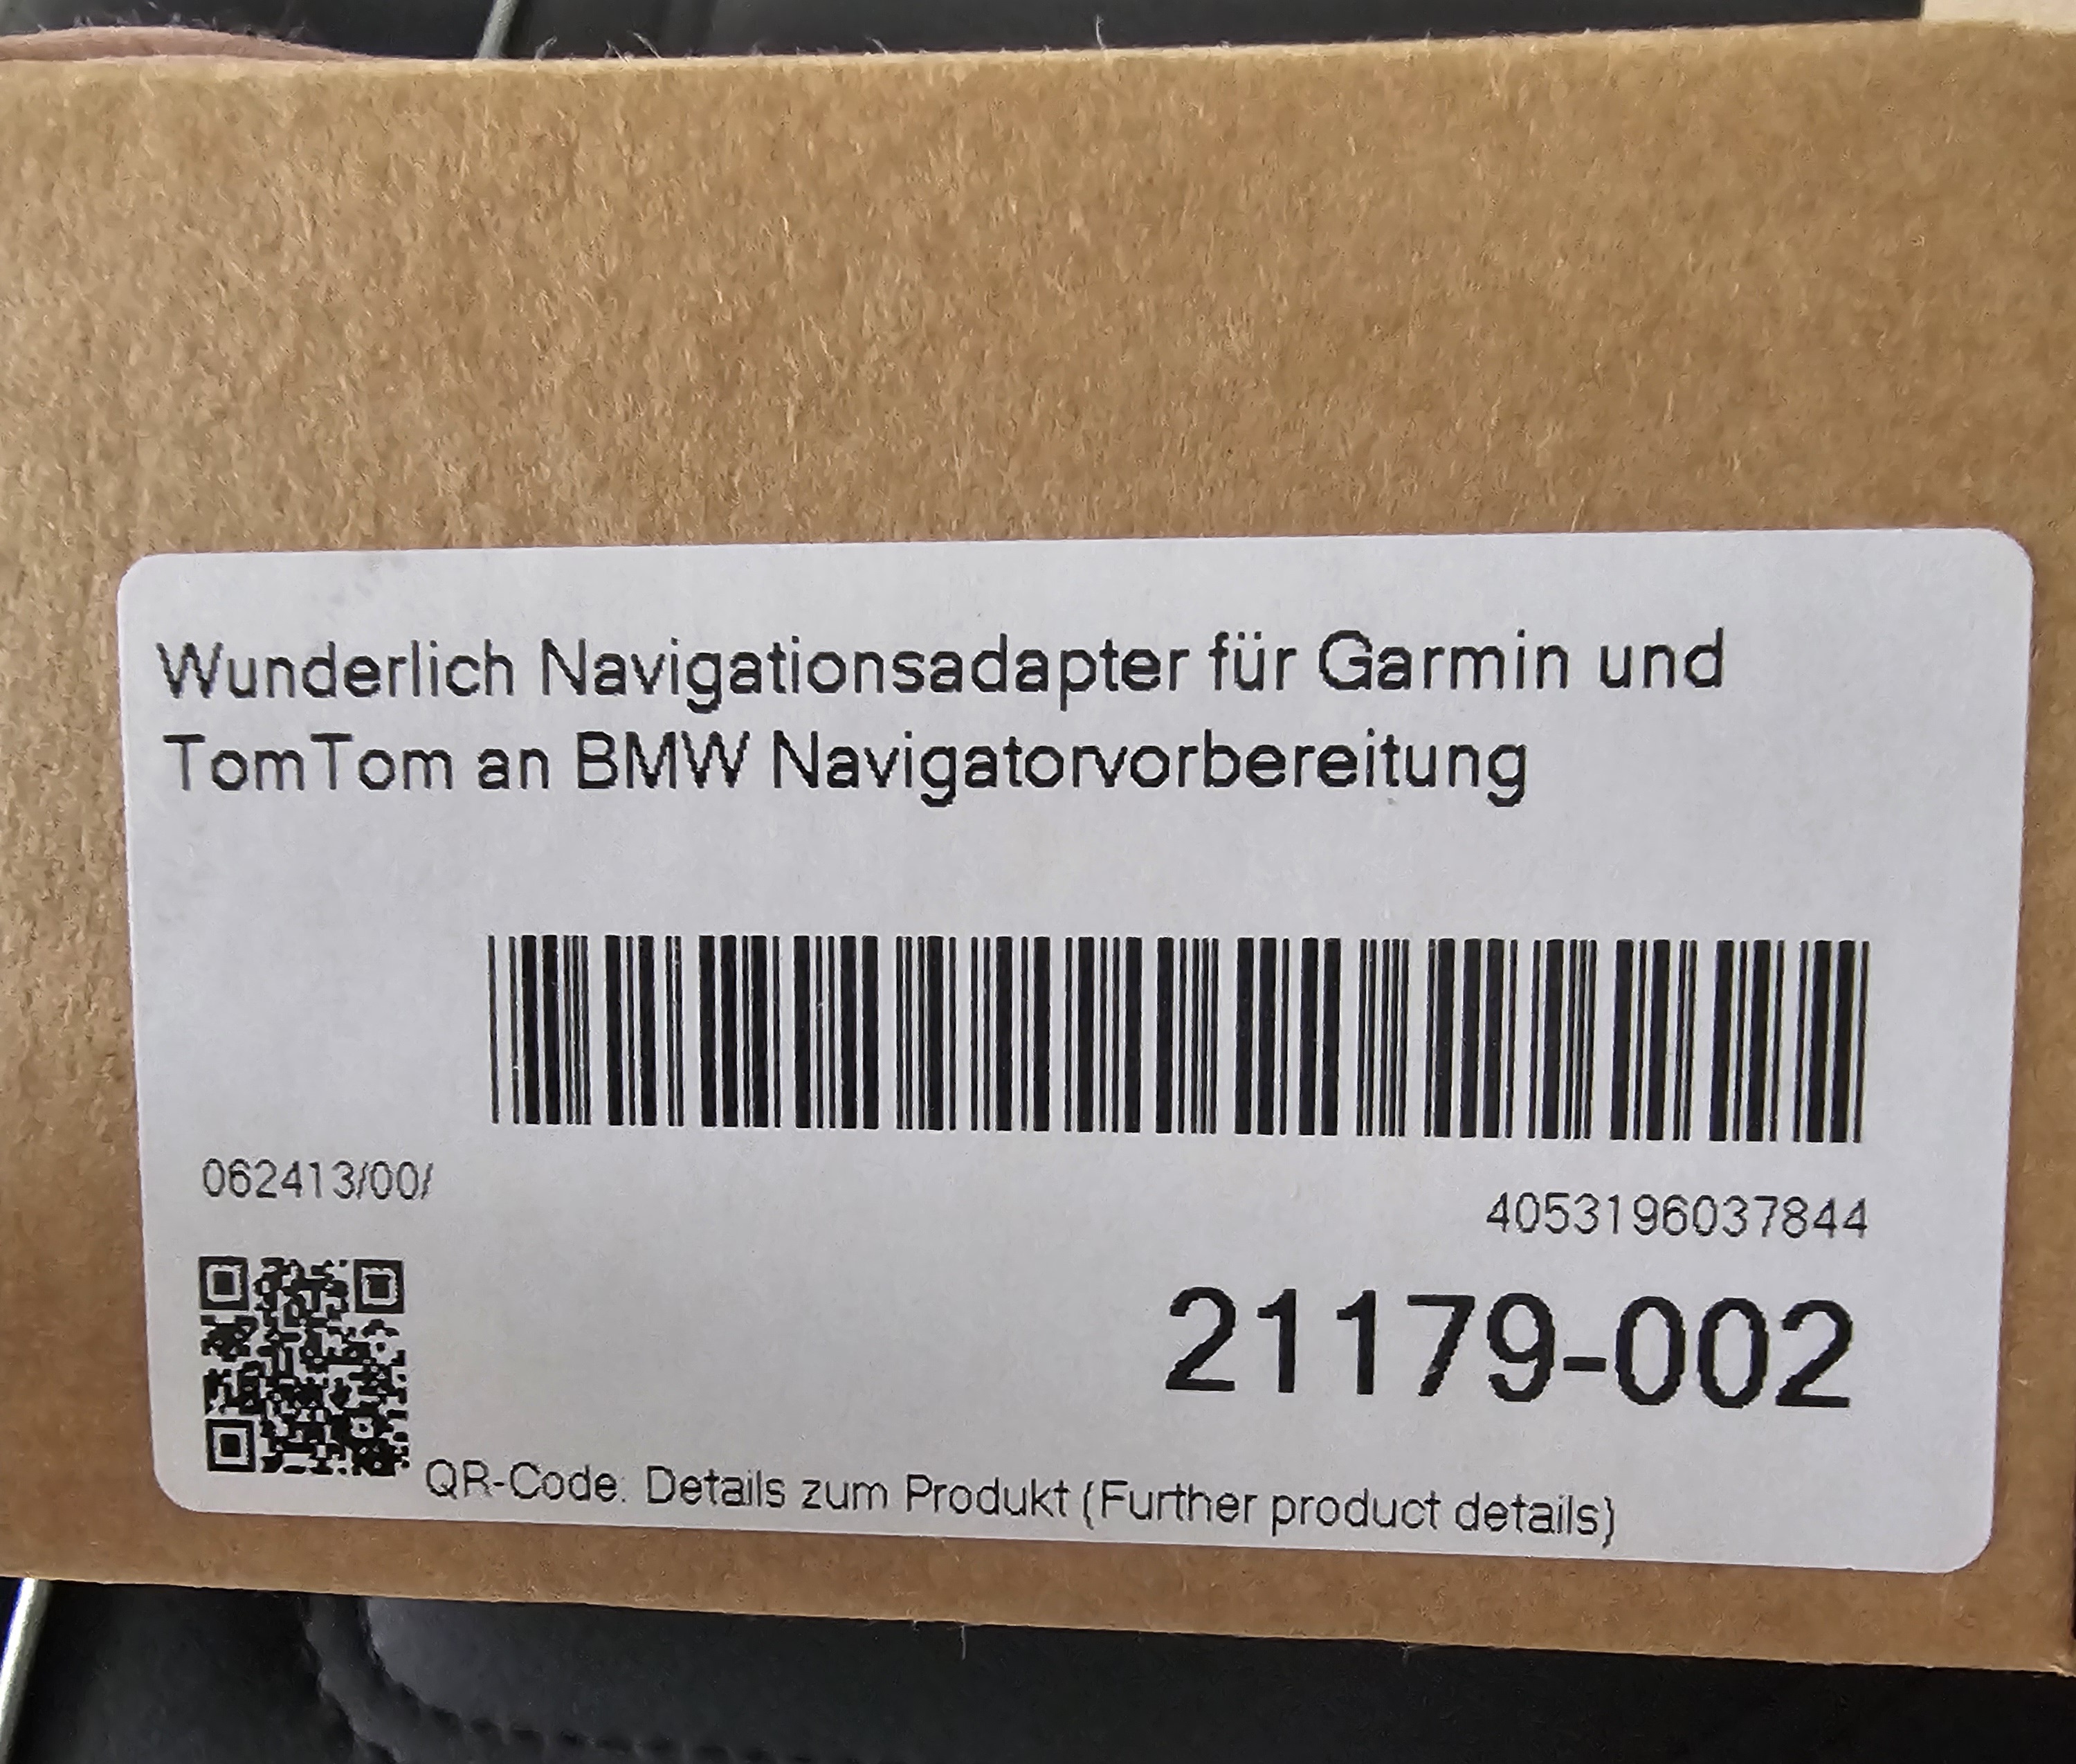 Wunderlich Navigationsadapter für Garmin und
TomTom an BMW Navigatorvorbereitung
062413/00/
4053196037844
21179-002
QR-Code: Details zum Produkt (Further product details)